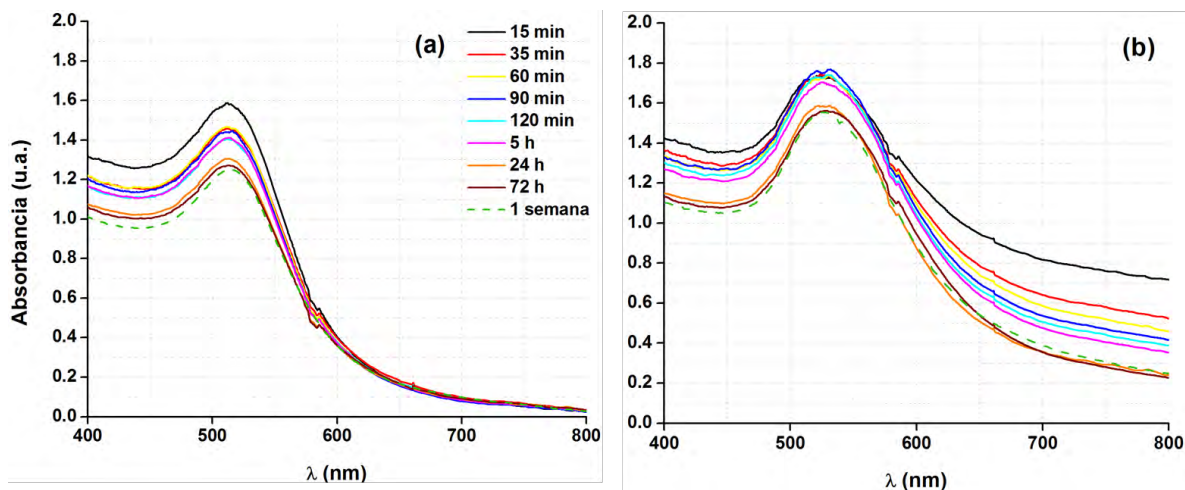 (a)
15 min
35 min
60 min
90 min
120 min
5 h
24 h
72 h
1 semana
2.0
1.8
1.6
1.4
1.2
1.0
0.8
0.6
0.4
0.2
0.0
400 500 600 700 800
Absorbancia (u.a.)
λ (nm)
(b)
2.0
1.8
1.6
1.4
1.2
1.0
0.8
0.6
0.4
0.2
0.0
400 500 600 700 800
λ (nm)